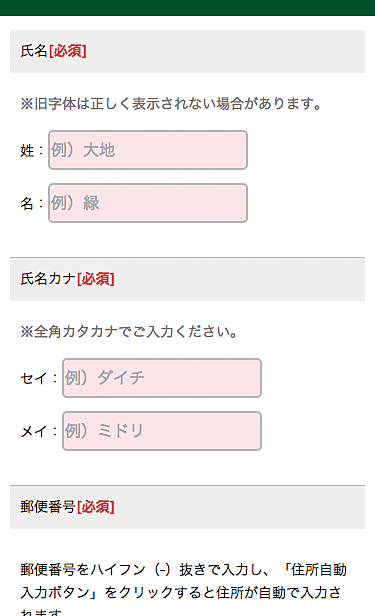 氏名[必須]
※旧字体は正しく表示されない場合があります。
姓：例）大地
名：例）緑
氏名カナ[必須]
※全角カタカナでご入力ください。
セイ：例）ダイチ
メイ：例）ミドリ
郵便番号[必須]
郵便番号をハイフン（-）抜きで入力し、「住所自動
入力ボタン」をクリックすると住所が自動で入力さ
れます